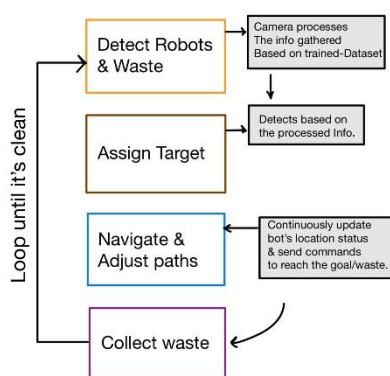 Detect Robots
& Waste
Camera processes
The info gathered
Based on trained-Dataset
Assign Target
Detects based on
the processed Info.
Navigate &
Adjust paths
Continuously update
bot's location status
& send commands
to reach the goal/waste.
Collect waste
Loop until it's clean